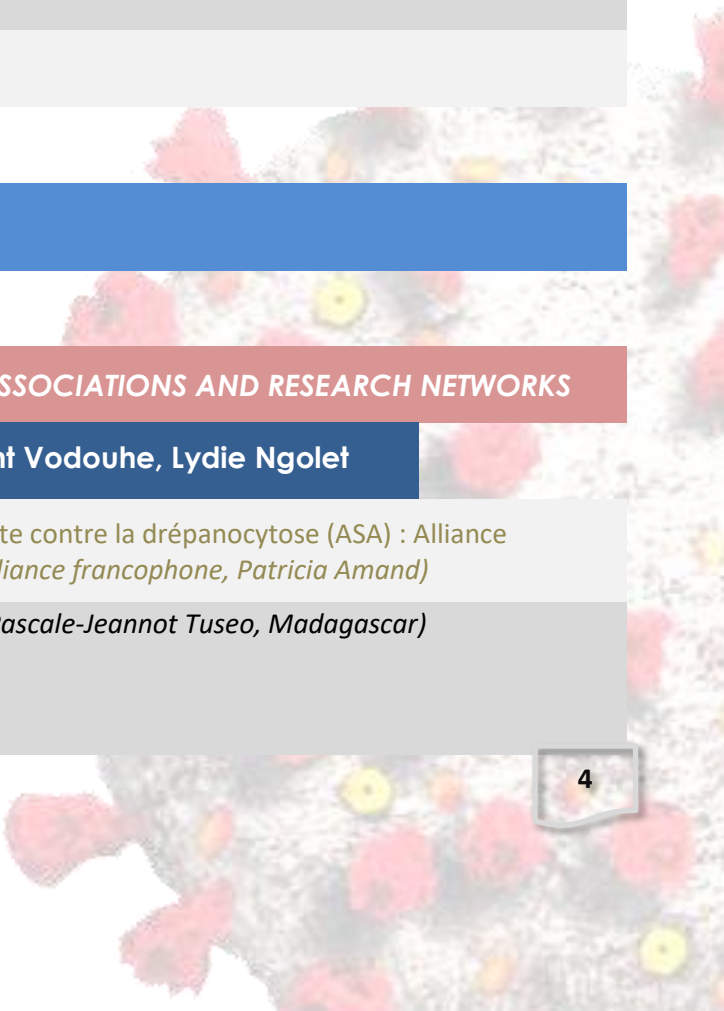 SSOCIATIONS AND RESEARCH NETWORKS
nt Vodouhe, Lydie Ngolet
te contre la drépanocytose (ASA) : Alliance
liance francophone, Patricia Amand)
Pascale-Jeannot Tuseo, Madagascar)
4